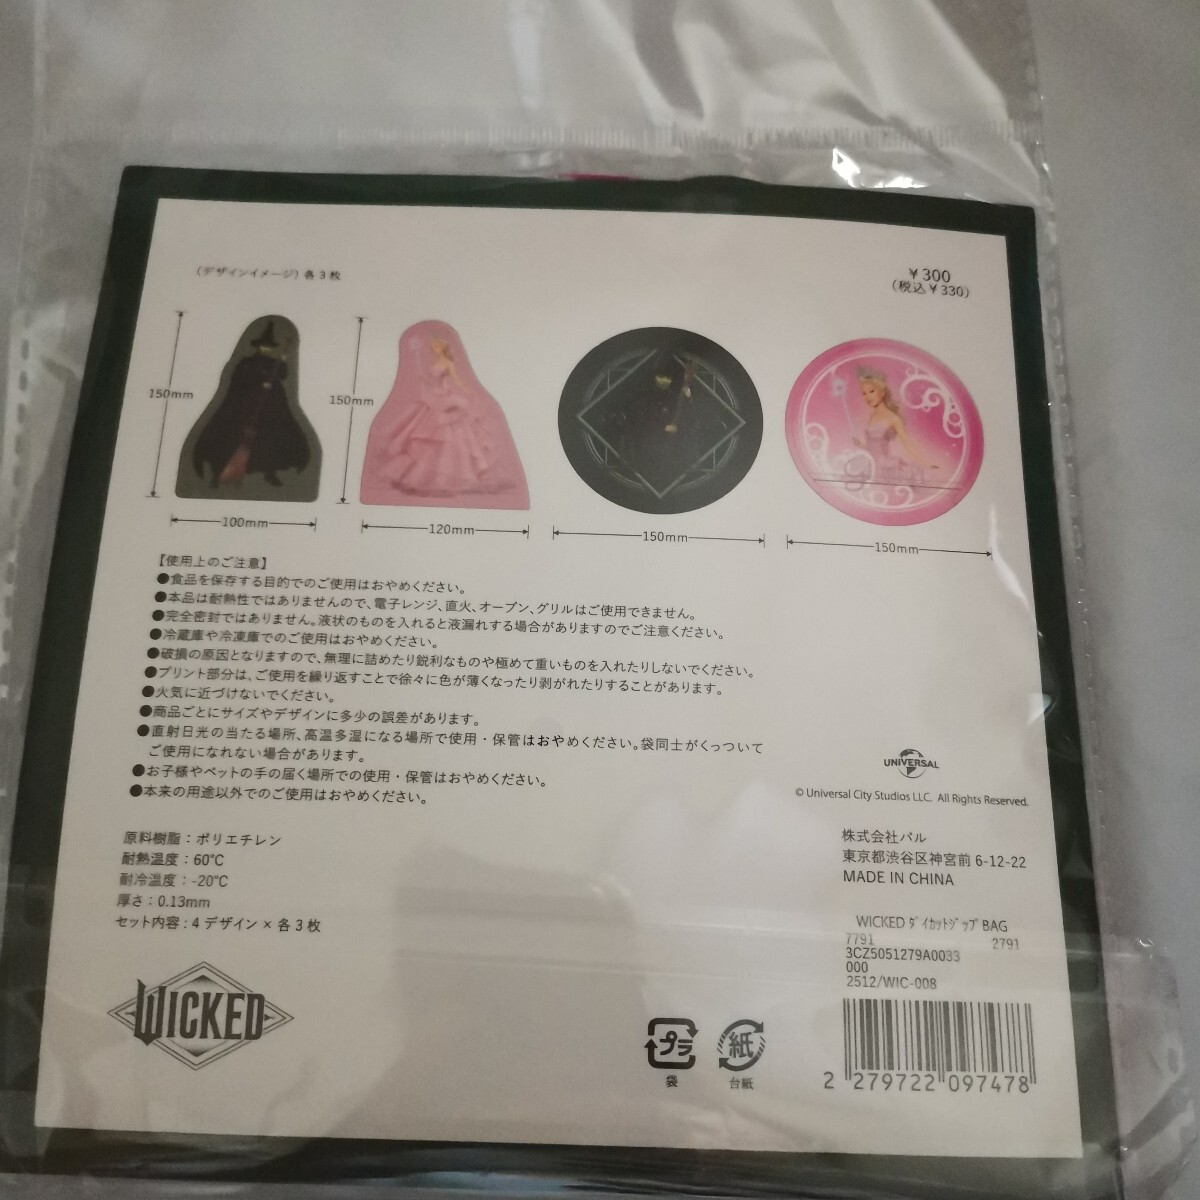 （デザインイメージ）各3枚
￥300
（税込￥330）
150mm
150mm
100mm
120mm
150mm
150mm
【使用上のご注意】
●食品を保存する目的でのご使用はおやめください。
●本品は耐熱性ではありませんので、電子レンジ、直火、オーブン、グリルはご使用できません。
●完全密封ではありません。液状のものを入れると液漏れする場合がありますのでご注意ください。
●冷蔵庫や冷凍庫でのご使用はおやめください。
●破損の原因となりますので、無理に詰めたり鋭利なものや極めて重いものを入れたりしないでください。
●プリント部分は、ご使用を繰り返すことで徐々に色が薄くなったり剥がれたりすることがあります。
●火気に近づけないでください。
●商品ごとにサイズやデザインに多少の誤差があります。
●直射日光の当たる場所、高温多湿になる場所で使用・保管はおやめください。袋同士がくっついて
ご使用になれない場合があります。
●お子様やペットの手の届く場所での使用・保管はおやめください。
●本来の用途以外でのご使用はおやめください。
UNIVERSAL
© Universal City Studios LLC. All Rights Reserved.
原料樹脂：ポリエチレン
耐熱温度：60℃
耐冷温度：-20℃
厚さ：0.13mm
セット内容：4デザイン×各3枚
株式会社パル
東京都渋谷区神宮前6-12-22
MADE IN CHINA
WICKED ﾀﾞｲｶｯﾄｼﾞｯﾌﾟBAG
7791 2791
3CZ5051279A0033
000
2512/WIC-008
WICKED
プラ
袋
紙
台紙
2 279722 097478